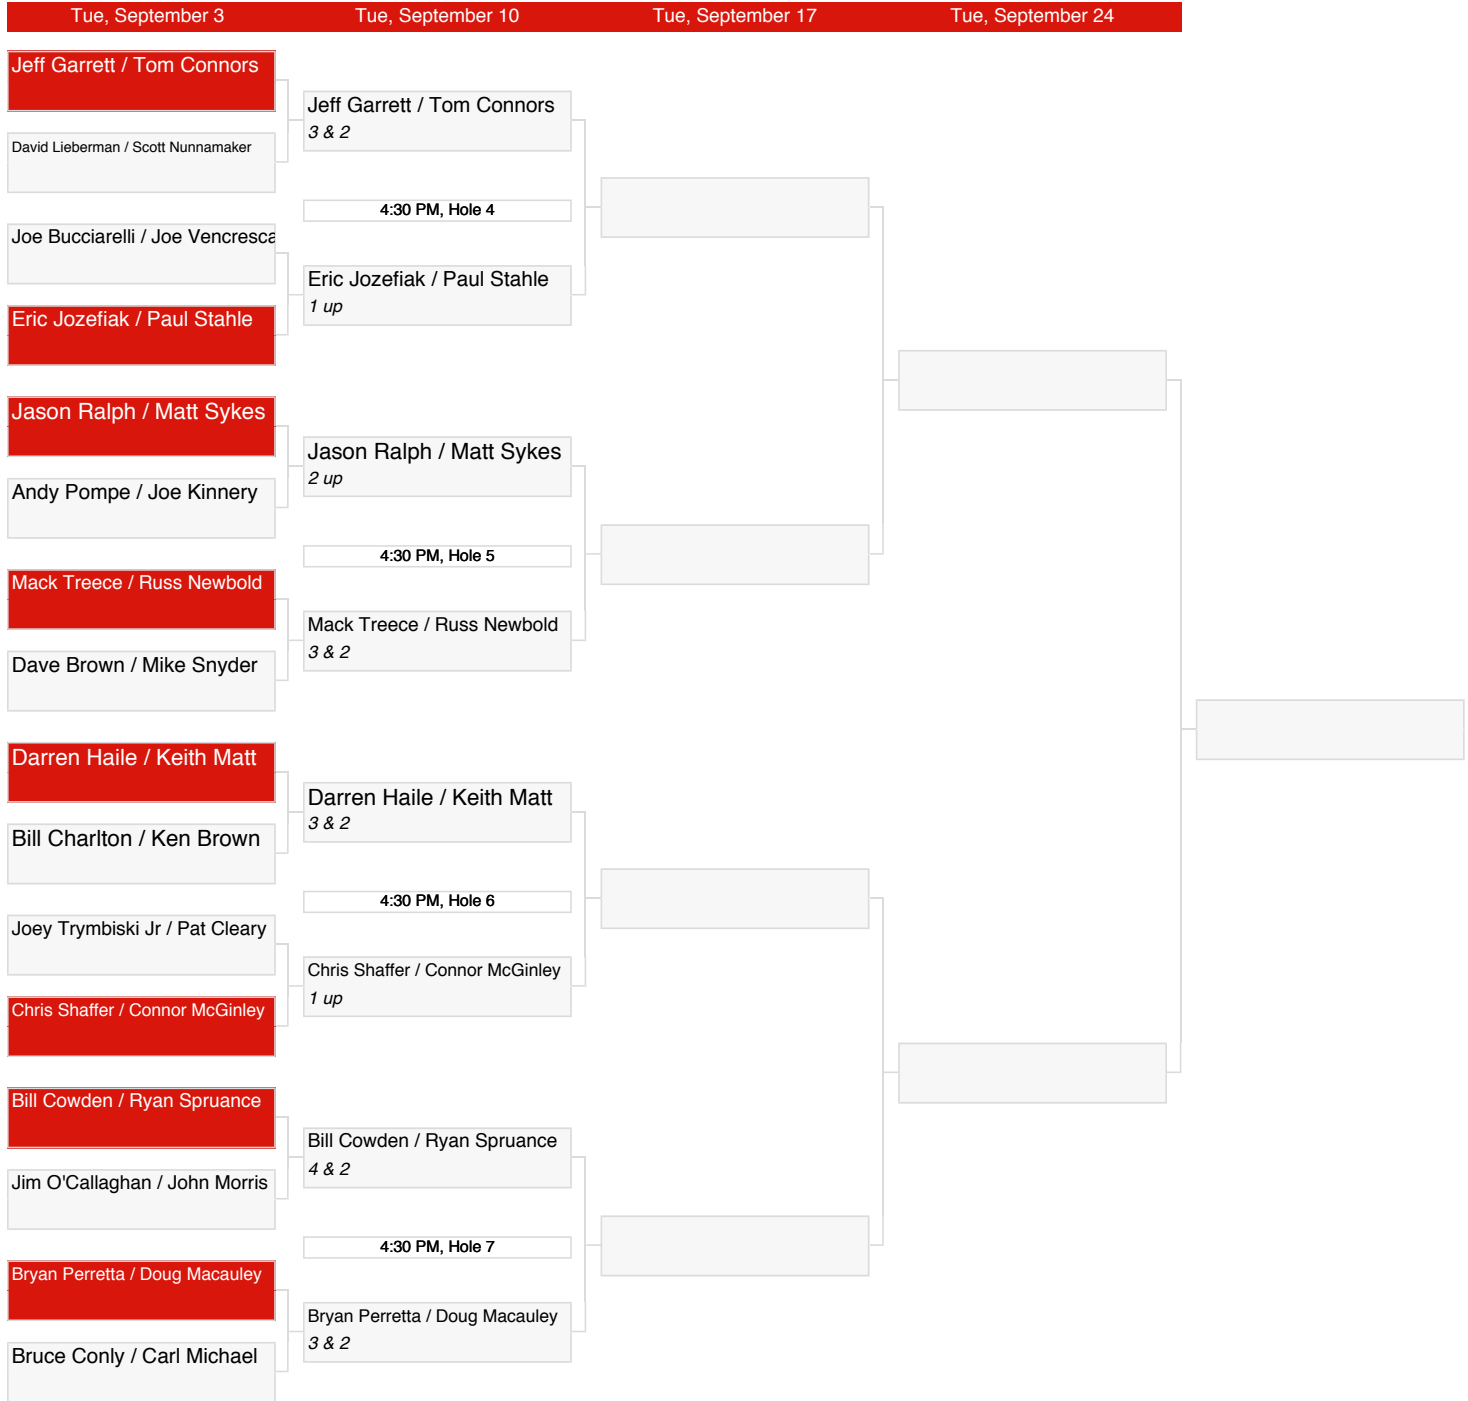 Tue, September 3
Tue, September 10
Tue, September 17
Tue, September 24
Jeff Garrett / Tom Connors
David Lieberman / Scott Nunnamaker
Joe Bucciarelli / Joe Vencresca
Eric Jozefiak / Paul Stahle
Jason Ralph / Matt Sykes
Andy Pompe / Joe Kinnery
Mack Treece / Russ Newbold
Dave Brown / Mike Snyder
Darren Haile / Keith Matt
Bill Charlton / Ken Brown
Joey Trymbiski Jr / Pat Cleary
Chris Shaffer / Connor McGinley
Bill Cowden / Ryan Spruance
Jim O'Callaghan / John Morris
Bryan Perretta / Doug Macauley
Bruce Conly / Carl Michael
Jeff Garrett / Tom Connors
3 & 2
4:30 PM, Hole 4
Eric Jozefiak / Paul Stahle
1 up
Jason Ralph / Matt Sykes
2 up
4:30 PM, Hole 5
Mack Treece / Russ Newbold
3 & 2
Darren Haile / Keith Matt
3 & 2
4:30 PM, Hole 6
Chris Shaffer / Connor McGinley
1 up
Bill Cowden / Ryan Spruance
4 & 2
4:30 PM, Hole 7
Bryan Perretta / Doug Macauley
3 & 2